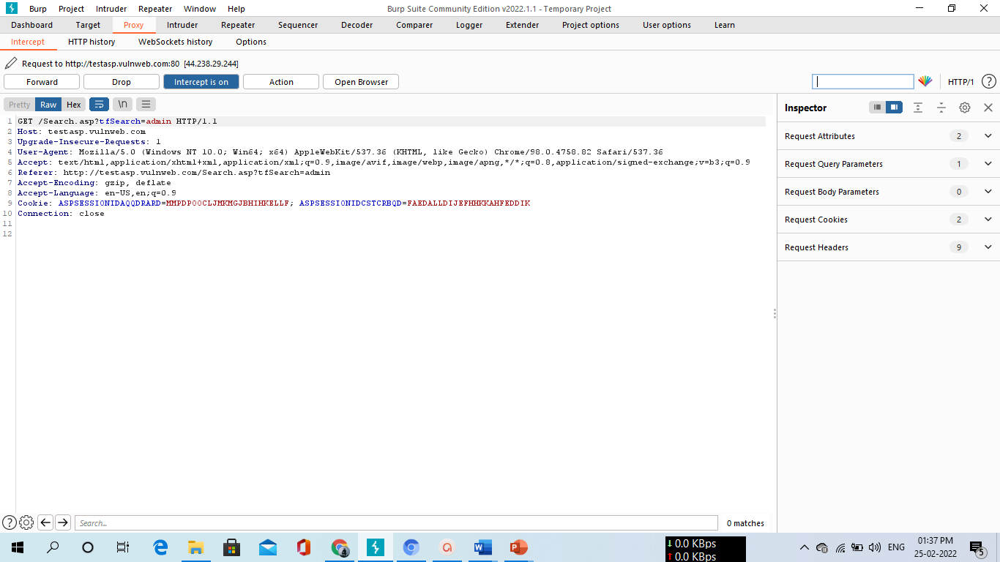 Burp Project Intruder Repeater Window Help Burp Suite Community Edition v2022.1.1 - Temporary Project
Dashboard Target Proxy Intruder Repeater Sequencer Decoder Comparer Logger Extender Project options User options Learn
Intercept HTTP history WebSockets history Options
Request to http://testasp.vulnweb.com:80 [44.238.29.244]
Forward Drop Intercept is on Action Open Browser HTTP/1 ?
Pretty Raw Hex \n
1 GET /Search.asp?tfSearch=admin HTTP/1.1
2 Host: testasp.vulnweb.com
3 Upgrade-Insecure-Requests: 1
4 User-Agent: Mozilla/5.0 (Windows NT 10.0; Win64; x64) AppleWebKit/537.36 (KHTML, like Gecko) Chrome/98.0.4758.82 Safari/537.36
5 Accept: text/html,application/xhtml+xml,application/xml;q=0.9,image/avif,image/webp,image/apng,*/*;q=0.8,application/signed-exchange;v=b3;q=0.9
6 Referer: http://testasp.vulnweb.com/Search.asp?tfSearch=admin
7 Accept-Encoding: gzip, deflate
8 Accept-Language: en-US,en;q=0.9
9 Cookie: ASPSESSIONIDAQQDRARD=MMPDPOOCLJMKMGJBHIHKELLF; ASPSESSIONIDCSTCRBQD=FAEDALLDIJEFHHKKAHFEDDIK
10 Connection: close
11
12
Inspector
Request Attributes 2
Request Query Parameters 1
Request Body Parameters 0
Request Cookies 2
Request Headers 9
? Search... 0 matches
0.0 KBps
0.0 KBps
ENG
01:37 PM
25-02-2022
5